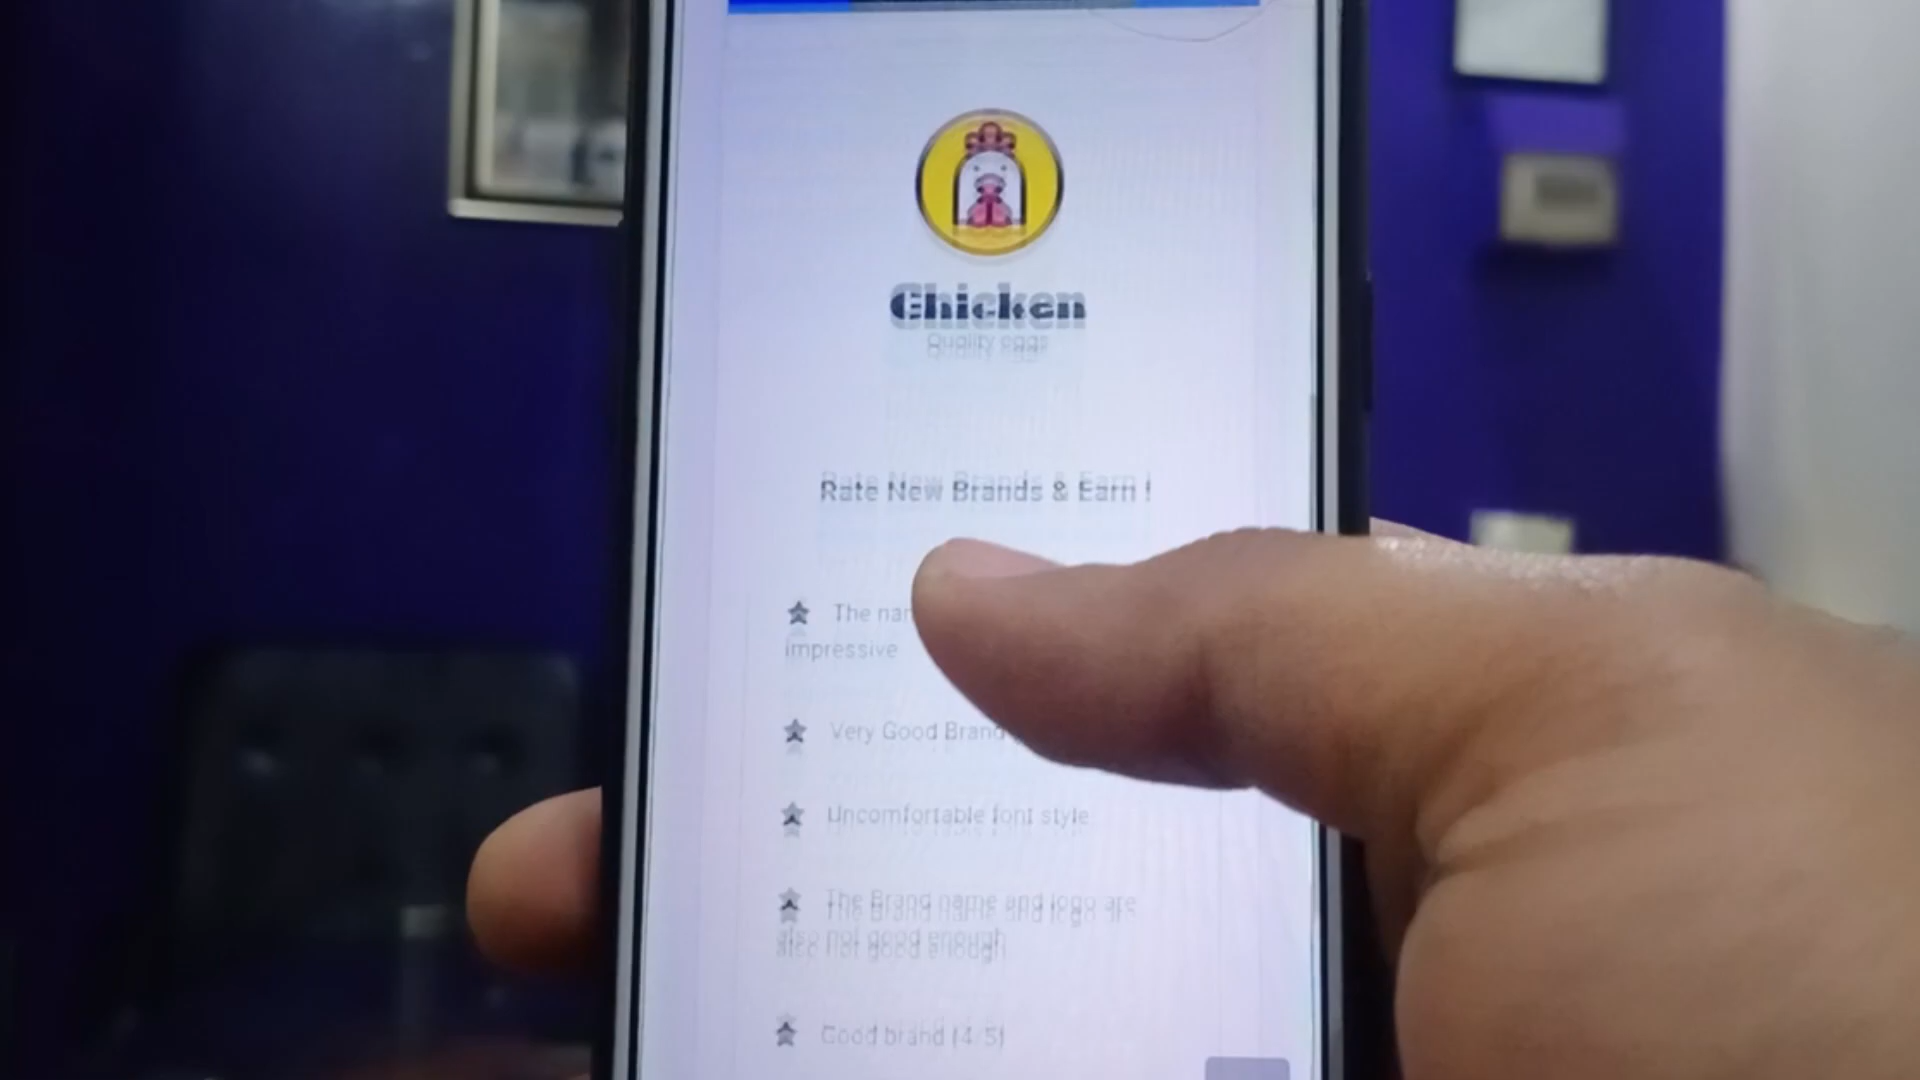 Chicken
Quality eggs
Rate New Brands & Earn !
The
impressive
Very Good Brand
Uncomfortable font style
The Brand name and logo are
also not good enough
Good brand (4/5)